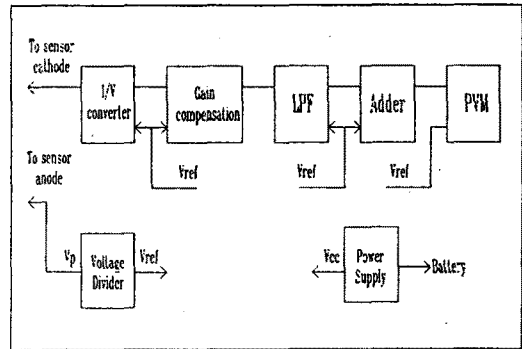 To sensor
cathode
I/V
converter
Gain
compensation
LPF
Adder
PVM
To sensor
anode
Vref
Vref
Vref
Vp
Voltage
Divider
Vref
Vcc
Power
Supply
Battery